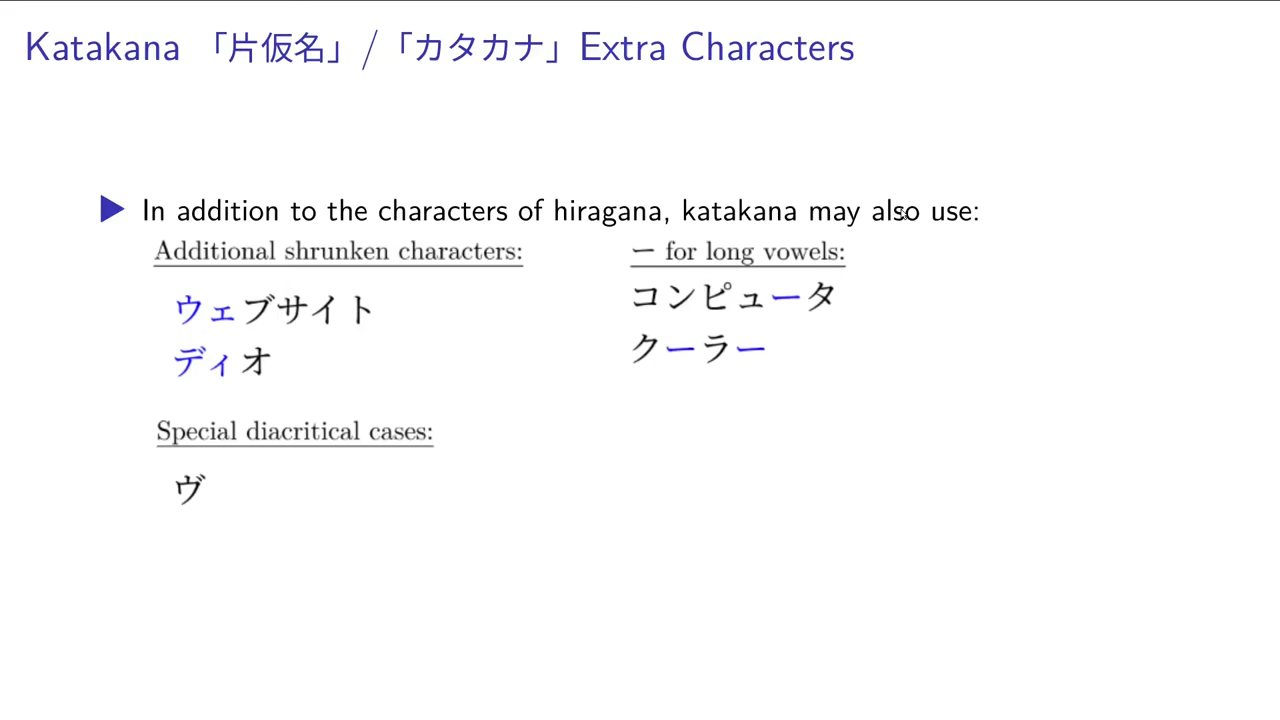 Katakana 「片仮名」/「カタカナ」Extra Characters
In addition to the characters of hiragana, katakana may also use:
Additional shrunken characters:
ウェブサイト
ディオ
Special diacritical cases:
ヴ
ー for long vowels:
コンピュータ
クーラー